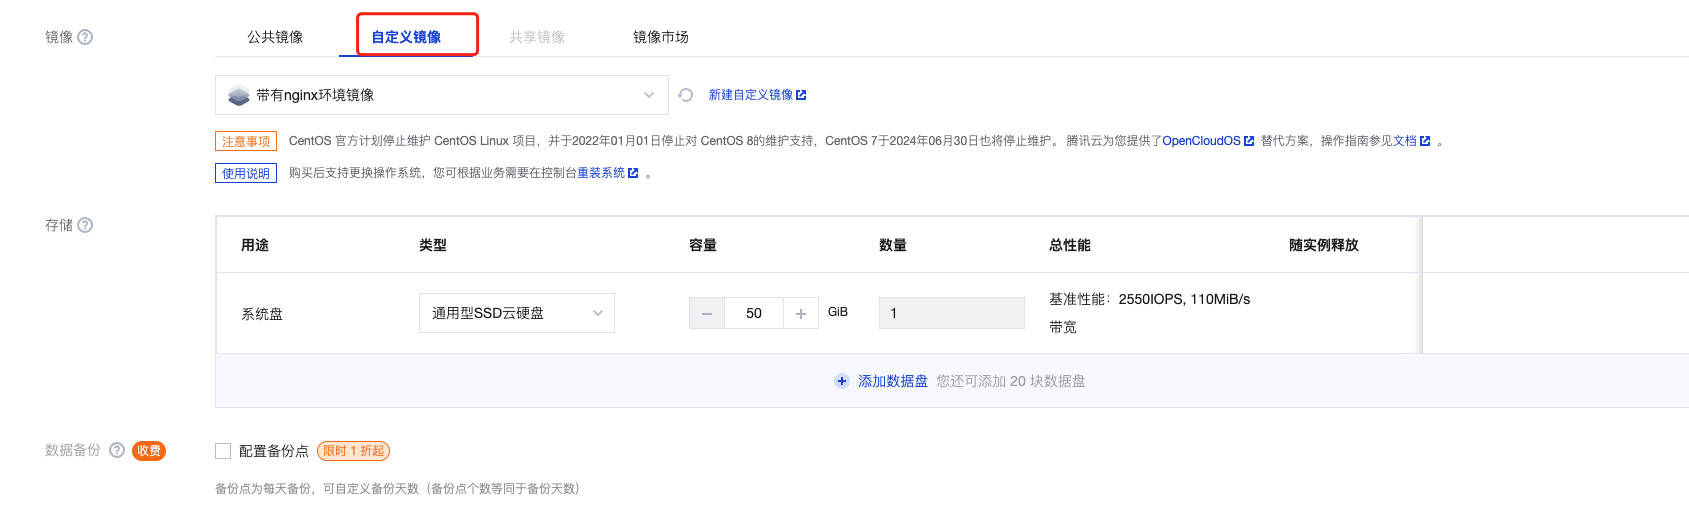 镜像
公共镜像 自定义镜像 共享镜像 镜像市场
带有nginx环境镜像 新建自定义镜像
注意事项 CentOS 官方计划停止维护 CentOS Linux 项目，并于2022年01月01日停止对 CentOS 8的维护支持，CentOS 7于2024年06月30日也将停止维护。 腾讯云为您提供了OpenCloudOS 替代方案，操作指南参见文档 。
使用说明 购买后支持更换操作系统，您可根据业务需要在控制台重装系统 。
存储
用途 类型 容量 数量 总性能 随实例释放
系统盘 通用型SSD云硬盘 − 50 + GiB 1 基准性能：2550IOPS, 110MiB/s
带宽
添加数据盘 您还可添加 20 块数据盘
数据备份 收费 配置备份点 限时 1 折起
备份点为每天备份，可自定义备份天数（备份点个数等同于备份天数）